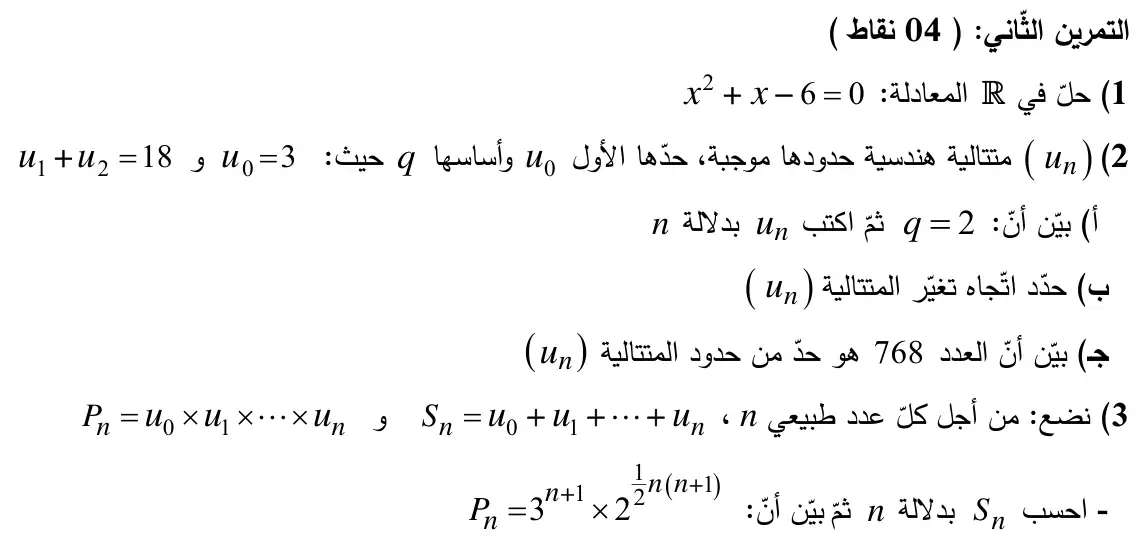 التمرين الثّاني: ( 04 نقاط )
1) حلّ في ℝ المعادلة: x² + x − 6 = 0
2) (uₙ) متتالية هندسية حدودها موجبة، حدّها الأول u₀ وأساسها q حيث: u₀ = 3 و u₁ + u₂ = 18
أ) بيّن أنّ: q = 2 ثمّ اكتب uₙ بدلالة n
ب) حدّد اتّجاه تغيّر المتتالية (uₙ)
جـ) بيّن أنّ العدد 768 هو حدّ من حدود المتتالية (uₙ)
3) نضع: من أجل كلّ عدد طبيعي n ، Sₙ = u₀ + u₁ + ⋯ + uₙ و Pₙ = u₀ × u₁ × ⋯ × uₙ
- احسب Sₙ بدلالة n ثمّ بيّن أنّ: Pₙ = 3^(n+1) × 2^(½n(n+1))